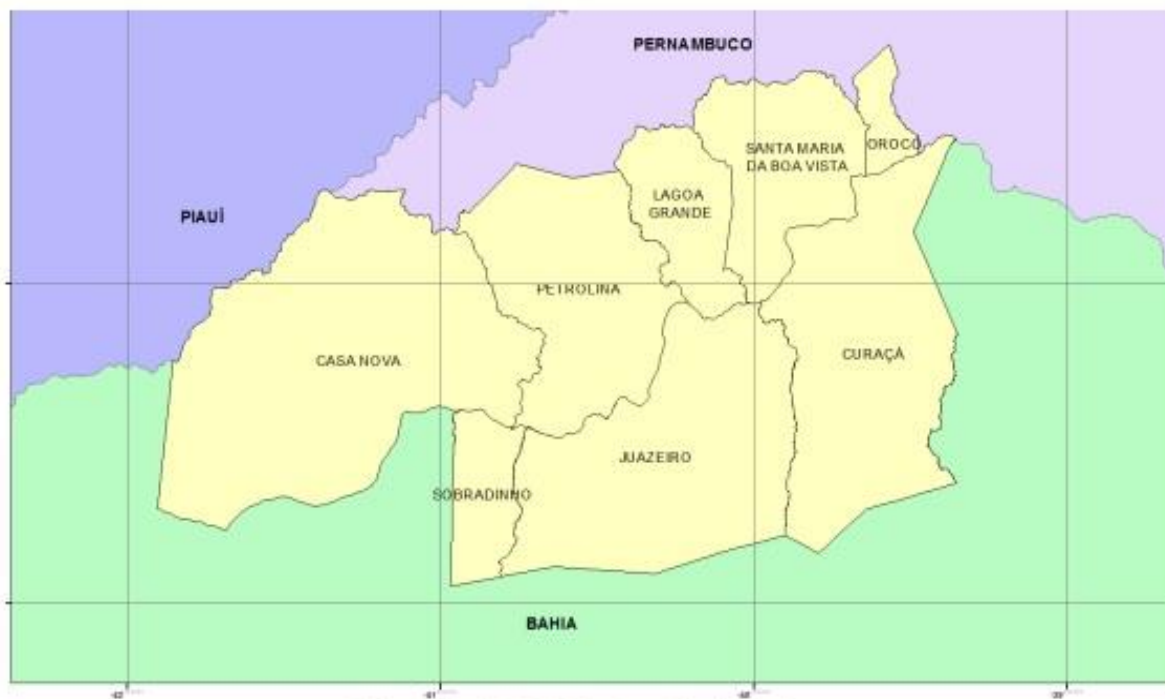 PERNAMBUCO
SANTA MARIA
DA BOA VISTA
OROCÓ
LAGOA
GRANDE
PIAUÍ
PETROLINA
CASA NOVA
CURAÇÁ
JUAZEIRO
SOBRADINHO
BAHIA